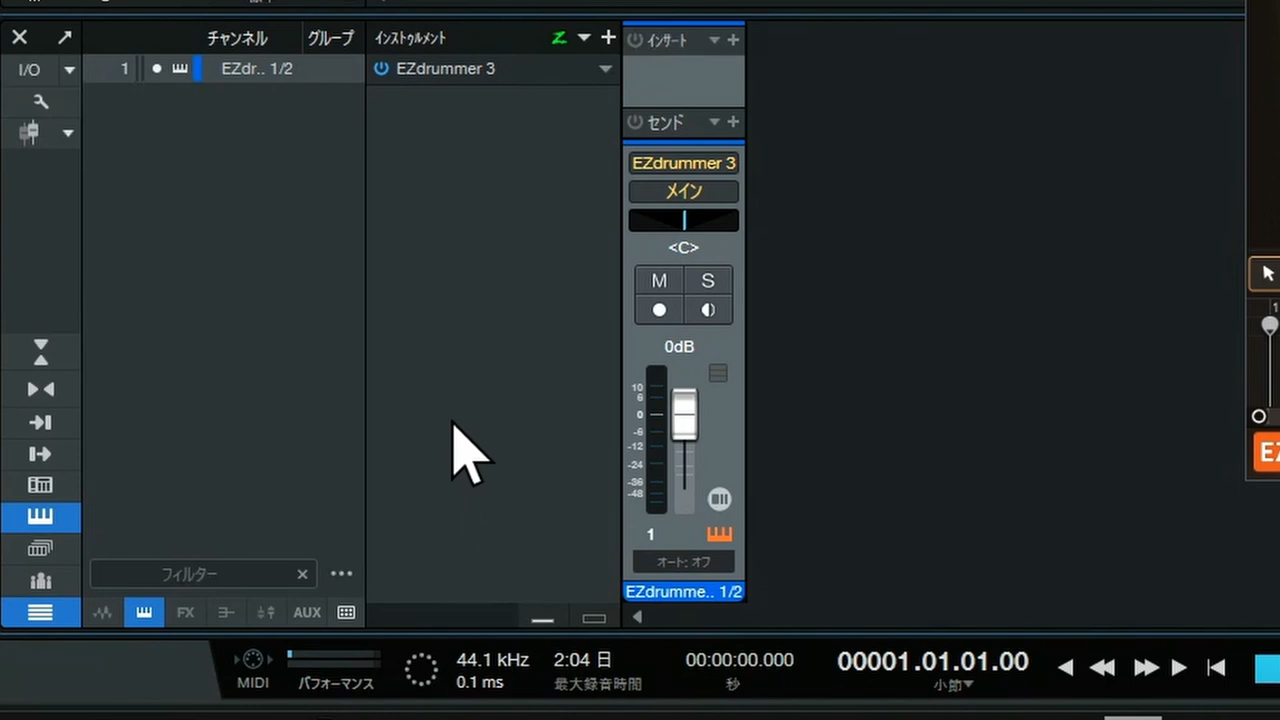 チャンネル
グループ
インストゥルメント
インサート
I/O
1
EZdr.. 1/2
EZdrummer 3
センド
EZdrummer 3
メイン
<C>
M
S
0dB
10
6
0
-6
-12
-24
-36
-48
1
オート: オフ
EZdrumme.. 1/2
フィルター
FX
AUX
EZ
MIDI
パフォーマンス
44.1 kHz
0.1 ms
2:04 日
最大録音時間
00:00:00.000
秒
00001.01.01.00
小節